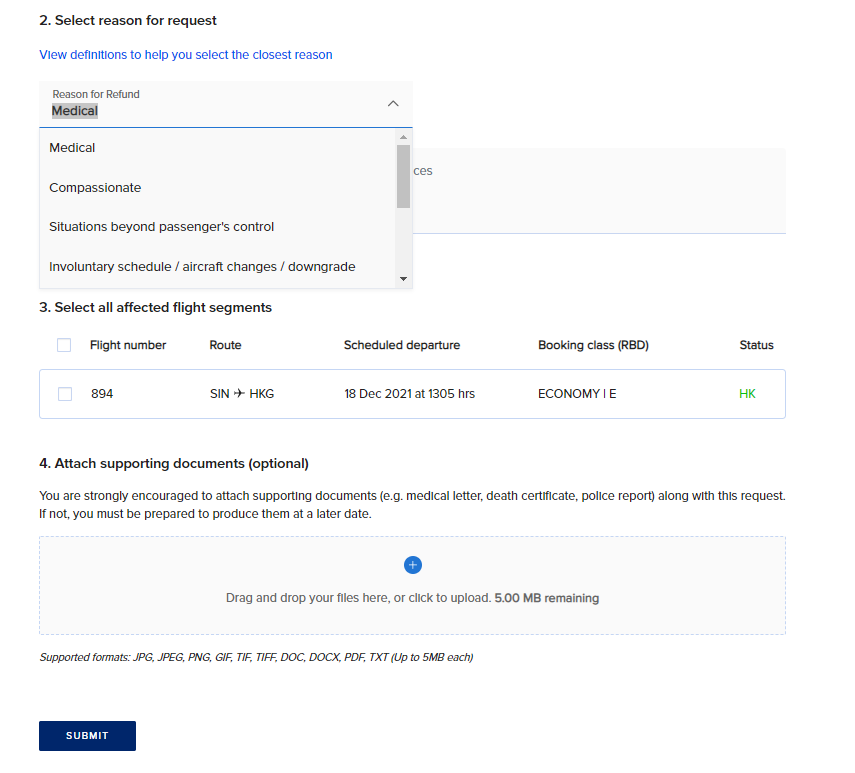 2. Select reason for request
View definitions to help you select the closest reason
Reason for Refund
Medical
Medical
ces
Compassionate
Situations beyond passenger's control
Involuntary schedule / aircraft changes / downgrade
3. Select all affected flight segments
Flight number Route Scheduled departure Booking class (RBD) Status
894 SIN ✈ HKG 18 Dec 2021 at 1305 hrs ECONOMY | E HK
4. Attach supporting documents (optional)
You are strongly encouraged to attach supporting documents (e.g. medical letter, death certificate, police report) along with this request.
If not, you must be prepared to produce them at a later date.
Drag and drop your files here, or click to upload. 5.00 MB remaining
Supported formats: JPG, JPEG, PNG, GIF, TIF, TIFF, DOC, DOCX, PDF, TXT (Up to 5MB each)
SUBMIT